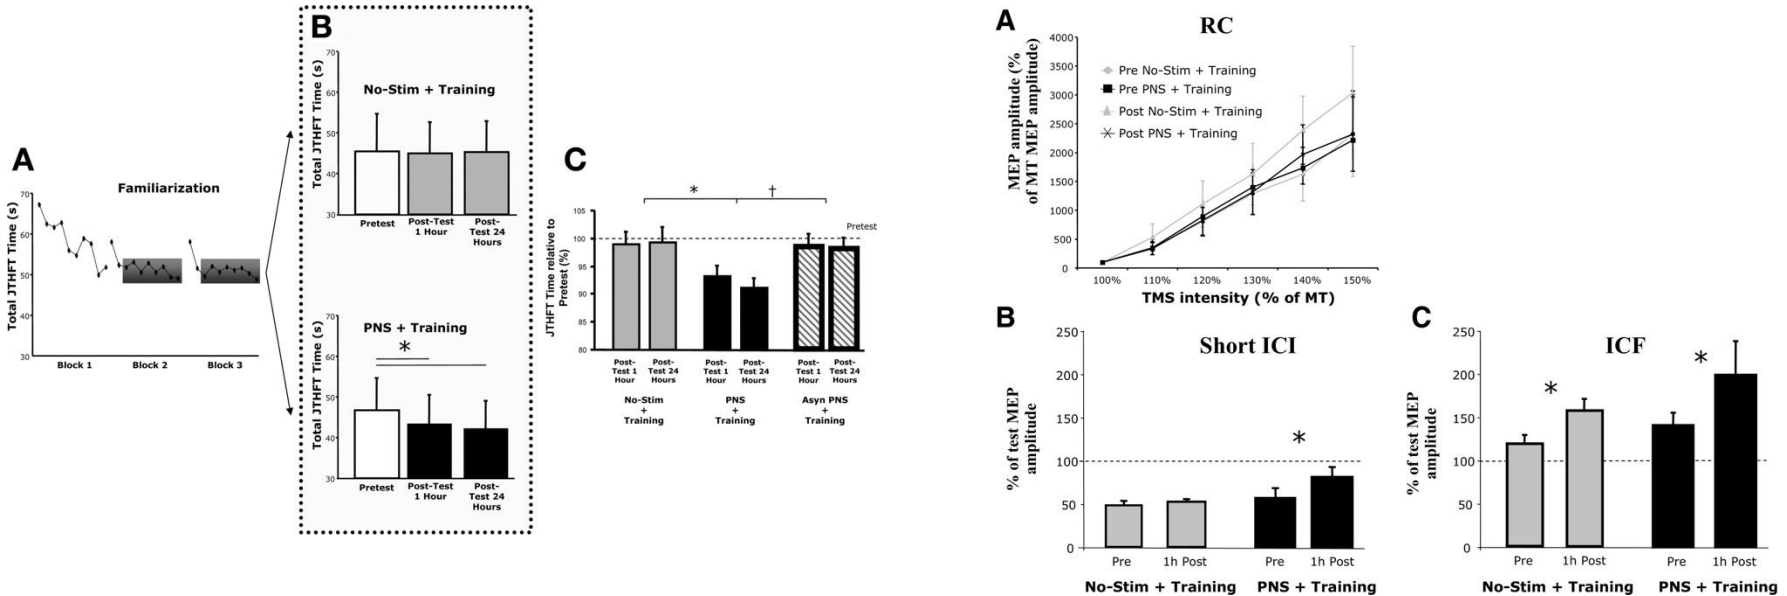 A
Familiarization
Total JTHFT Time (s)
70
60
50
40
30
Block 1
Block 2
Block 3
B
No-Stim + Training
Total JTHFT Time (s)
70
60
50
40
30
Pretest
Post-Test
1 Hour
Post-
Test 24
Hours
PNS + Training
*
Total JTHFT Time (s)
70
60
50
40
30
Pretest
Post-Test
1 Hour
Post-
Test 24
Hours
C
*
†
Pretest
JTHFT Time relative to
Pretest (%)
105
100
95
90
85
80
Post-
Test 1
Hour
Post-
Test 24
Hours
Post-
Test 1
Hour
Post-
Test 24
Hours
Post-
Test 1
Hour
Post-
Test 24
Hours
No-Stim
+
Training
PNS
+
Training
Asyn PNS
+
Training
A
RC
MEP amplitude (%
of MT MEP amplitude)
4000
3500
3000
2500
2000
1500
1000
500
0
Pre No-Stim + Training
Pre PNS + Training
Post No-Stim + Training
Post PNS + Training
100%
110%
120%
130%
140%
150%
TMS intensity (% of MT)
B
Short ICI
% of test MEP
amplitude
250
200
150
100
50
0
*
Pre
1h Post
Pre
1h Post
No-Stim + Training
PNS + Training
C
ICF
% of test MEP
amplitude
250
200
150
100
50
0
*
*
Pre
1h Post
Pre
1h Post
No-Stim + Training
PNS + Training